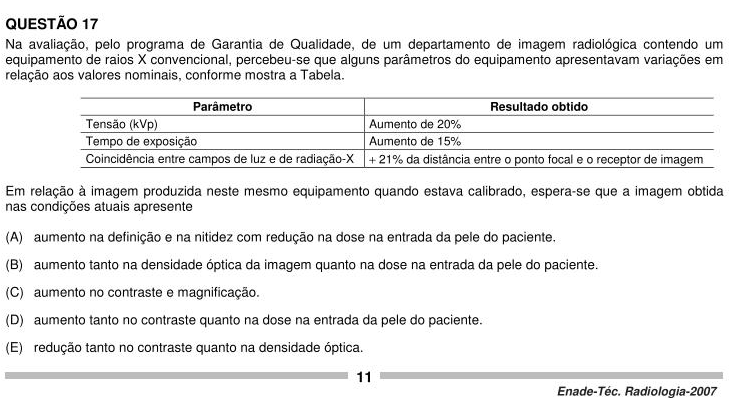 QUESTÃO 17
Na avaliação, pelo programa de Garantia de Qualidade, de um departamento de imagem radiológica contendo um
equipamento de raios X convencional, percebeu-se que alguns parâmetros do equipamento apresentavam variações em
relação aos valores nominais, conforme mostra a Tabela.
Parâmetro Resultado obtido
Tensão (kVp) Aumento de 20%
Tempo de exposição Aumento de 15%
Coincidência entre campos de luz e de radiação-X + 21% da distância entre o ponto focal e o receptor de imagem
Em relação à imagem produzida neste mesmo equipamento quando estava calibrado, espera-se que a imagem obtida
nas condições atuais apresente
(A) aumento na definição e na nitidez com redução na dose na entrada da pele do paciente.
(B) aumento tanto na densidade óptica da imagem quanto na dose na entrada da pele do paciente.
(C) aumento no contraste e magnificação.
(D) aumento tanto no contraste quanto na dose na entrada da pele do paciente.
(E) redução tanto no contraste quanto na densidade óptica.
11
Enade-Téc. Radiologia-2007